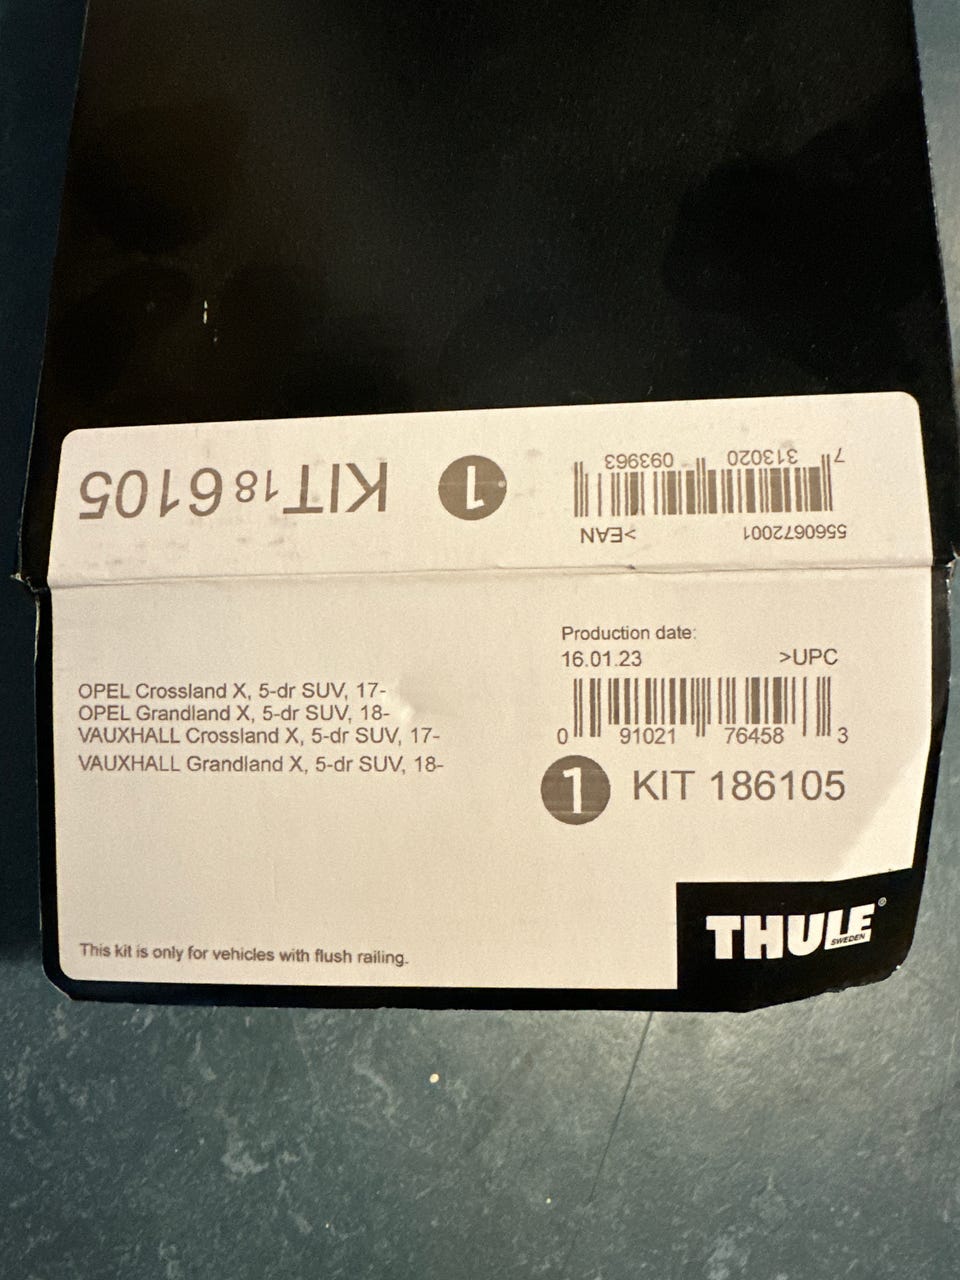 KIT 186105
1
7 313020 093963
5560672001 >EAN
Production date:
16.01.23 >UPC
OPEL Crossland X, 5-dr SUV, 17-
OPEL Grandland X, 5-dr SUV, 18-
VAUXHALL Crossland X, 5-dr SUV, 17-
VAUXHALL Grandland X, 5-dr SUV, 18-
0 91021 76458 3
1 KIT 186105
This kit is only for vehicles with flush railing.
THULE®
SWEDEN